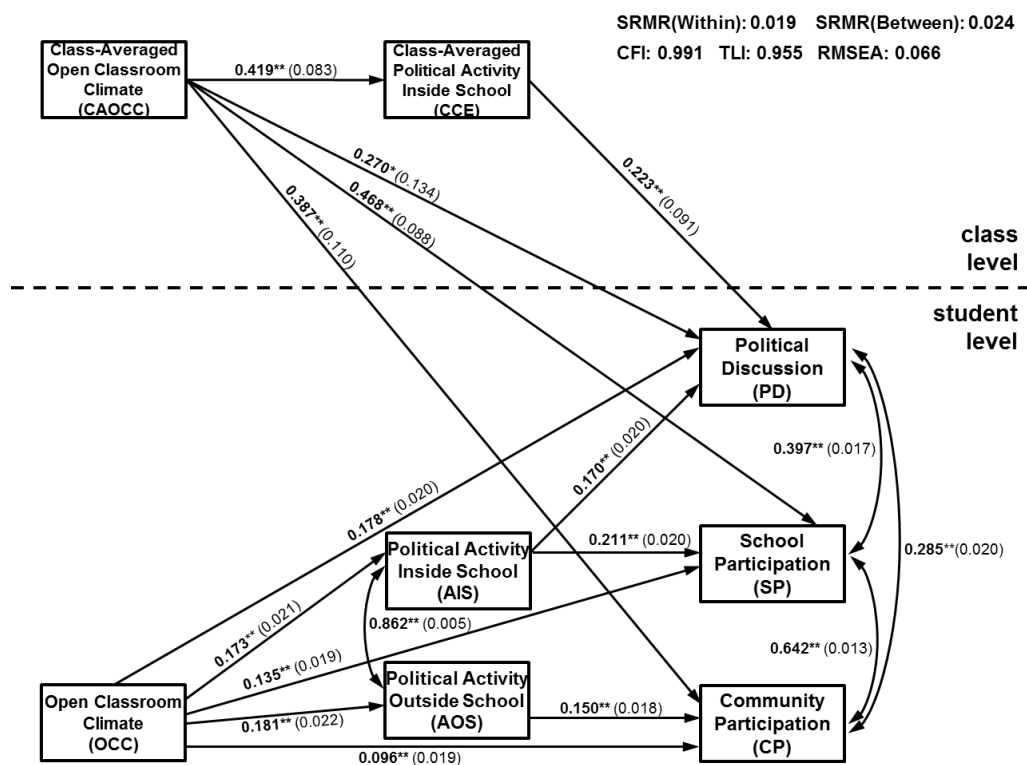 SRMR(Within): 0.019 SRMR(Between): 0.024
CFI: 0.991 TLI: 0.955 RMSEA: 0.066
Class-Averaged
Open Classroom
Climate
(CAOCC)
0.419** (0.083)
Class-Averaged
Political Activity
Inside School
(CCE)
0.270* (0.134)
0.468** (0.088)
0.387** (0.110)
0.223** (0.091)
class
level
student
level
Political
Discussion
(PD)
0.178** (0.020)
0.170** (0.020)
0.397** (0.017)
Political Activity
Inside School
(AIS)
0.211** (0.020)
School
Participation
(SP)
0.285**(0.020)
0.173** (0.021)
0.862** (0.005)
0.135** (0.019)
0.642** (0.013)
Open Classroom
Climate
(OCC)
0.181** (0.022)
Political Activity
Outside School
(AOS)
0.150** (0.018)
Community
Participation
(CP)
0.096** (0.019)